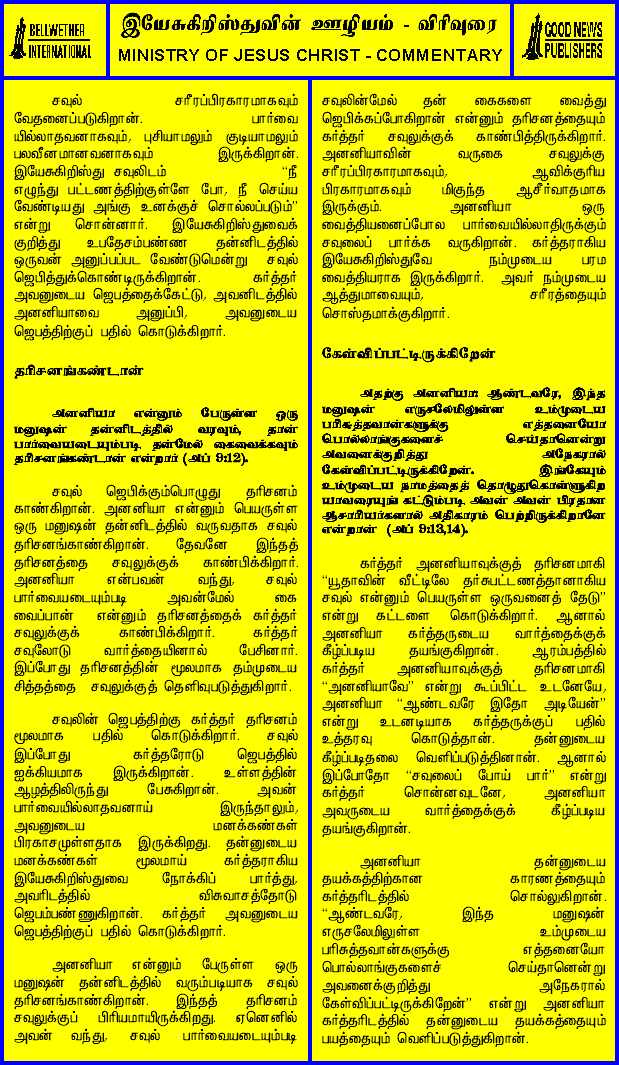 BELLWETHER
INTERNATIONAL
இயேசுகிறிஸ்துவின் ஊழியம் - விரிவுரை
MINISTRY OF JESUS CHRIST - COMMENTARY
GOOD NEWS
PUBLISHERS
சவுல் சரீரப்பிரகாரமாகவும்
வேதனைப்படுகிறான். பார்வை
யில்லாதவனாகவும், புசியாமலும் குடியாமலும்
பலவீனமானவனாகவும் இருக்கிறான்.
இயேசுகிறிஸ்து சவுலிடம் “நீ
எழுந்து பட்டணத்திற்குள்ளே போ, நீ செய்ய
வேண்டியது அங்கு உனக்குச் சொல்லப்படும்”
என்று சொன்னார். இயேசுகிறிஸ்துவைக்
குறித்து உபதேசம்பண்ண தன்னிடத்தில்
ஒருவன் அனுப்பப்பட வேண்டுமென்று சவுல்
ஜெபித்துக்கொண்டிருக்கிறான். கர்த்தர்
அவனுடைய ஜெபத்தைக்கேட்டு, அவனிடத்தில்
அனனியாவை அனுப்பி, அவனுடைய
ஜெபத்திற்குப் பதில் கொடுக்கிறார்.
தரிசனங்கண்டான்
அனனியா என்னும் பேருள்ள ஒரு
மனுஷன் தன்னிடத்தில் வரவும், தான்
பார்வையடையும்படி, தன்மேல் கைவைக்கவும்
தரிசனங்கண்டான் என்றார் (அப் 9:12).
சவுல் ஜெபிக்கும்பொழுது தரிசனம்
காண்கிறான். அனனியா என்னும் பெயருள்ள
ஒரு மனுஷன் தன்னிடத்தில் வருவதாக சவுல்
தரிசனங்காண்கிறான். தேவனே இந்தத்
தரிசனத்தை சவுலுக்குக் காண்பிக்கிறார்.
அனனியா என்பவன் வந்து, சவுல்
பார்வையடையும்படி அவன்மேல் கை
வைப்பான் என்னும் தரிசனத்தைக் கர்த்தர்
சவுலுக்குக் காண்பிக்கிறார். கர்த்தர்
சவுலோடு வார்த்தையினால் பேசினார்.
இப்போது தரிசனத்தின் மூலமாக தம்முடைய
சித்தத்தை சவுலுக்குத் தெளிவுபடுத்துகிறார்.
சவுலின் ஜெபத்திற்கு கர்த்தர் தரிசனம்
மூலமாக பதில் கொடுக்கிறார். சவுல்
இப்போது கர்த்தரோடு ஜெபத்தில்
ஐக்கியமாக இருக்கிறான். உள்ளத்தின்
ஆழத்திலிருந்து பேசுகிறான். அவன்
பார்வையில்லாதவனாய் இருந்தாலும்,
அவனுடைய மனக்கண்கள்
பிரகாசமுள்ளதாக இருக்கிறது. தன்னுடைய
மனக்கண்கள் மூலமாய் கர்த்தராகிய
இயேசுகிறிஸ்துவை நோக்கிப் பார்த்து,
அவரிடத்தில் விசுவாசத்தோடு
ஜெபம்பண்ணுகிறான். கர்த்தர் அவனுடைய
ஜெபத்திற்குப் பதில் கொடுக்கிறார்.
அனனியா என்னும் பேருள்ள ஒரு
மனுஷன் தன்னிடத்தில் வரும்படியாக சவுல்
தரிசனங்காண்கிறான். இந்தத் தரிசனம்
சவுலுக்குப் பிரியமாயிருக்கிறது. ஏனெனில்
அவன் வந்து, சவுல் பார்வையடையும்படி
சவுலின்மேல் தன் கைகளை வைத்து
ஜெபிக்கப்போகிறான் என்னும் தரிசனத்தையும்
கர்த்தர் சவுலுக்குக் காண்பித்திருக்கிறார்.
அனனியாவின் வருகை சவுலுக்கு
சரீரப்பிரகாரமாகவும், ஆவிக்குரிய
பிரகாரமாகவும் மிகுந்த ஆசீர்வாதமாக
இருக்கும். அனனியா ஒரு
வைத்தியனைப்போல பார்வையில்லாதிருக்கும்
சவுலைப் பார்க்க வருகிறான். கர்த்தராகிய
இயேசுகிறிஸ்துவே நம்முடைய பரம
வைத்தியராக இருக்கிறார். அவர் நம்முடைய
ஆத்துமாவையும், சரீரத்தையும்
சொஸ்தமாக்குகிறார்.
கேள்விப்பட்டிருக்கிறேன்
அதற்கு அனனியா: ஆண்டவரே, இந்த
மனுஷன் எருசலேமிலுள்ள உம்முடைய
பரிசுத்தவான்களுக்கு எத்தனையோ
பொல்லாங்குகளைச் செய்தானென்று
அவனைக்குறித்து அநேகரால்
கேள்விப்பட்டிருக்கிறேன். இங்கேயும்
உம்முடைய நாமத்தைத் தொழுதுகொள்ளுகிற
யாவரையுங் கட்டும்படி, அவன் அவன் பிரதான
ஆசாரியர்களால் அதிகாரம் பெற்றிருக்கிறானே
என்றான் (அப் 9:13,14).
கர்த்தர் அனனியாவுக்குத் தரிசனமாகி
“யூதாவின் வீட்டிலே தர்சுபட்டணத்தானாகிய
சவுல் என்னும் பெயருள்ள ஒருவனைத் தேடு”
என்று கட்டளை கொடுக்கிறார். ஆனால்
அனனியா கர்த்தருடைய வார்த்தைக்குக்
கீழ்ப்படிய தயங்குகிறான். ஆரம்பத்தில்
கர்த்தர் அனனியாவுக்குத் தரிசனமாகி
“அனனியாவே” என்று கூப்பிட்ட உடனேயே,
அனனியா “ஆண்டவரே இதோ அடியேன்”
என்று உடனடியாக கர்த்தருக்குப் பதில்
உத்தரவு கொடுத்தான். தன்னுடைய
கீழ்ப்படிதலை வெளிப்படுத்தினான். ஆனால்
இப்போதோ “சவுலைப் போய் பார்” என்று
கர்த்தர் சொன்னவுடனே, அனனியா
அவருடைய வார்த்தைக்குக் கீழ்ப்படிய
தயங்குகிறான்.
அனனியா தன்னுடைய
தயக்கத்திற்கான காரணத்தையும்
கர்த்தரிடத்தில் சொல்லுகிறான்.
“ஆண்டவரே, இந்த மனுஷன்
எருசலேமிலுள்ள உம்முடைய
பரிசுத்தவான்களுக்கு எத்தனையோ
பொல்லாங்குகளைச் செய்தானென்று
அவனைக்குறித்து அநேகரால்
கேள்விப்பட்டிருக்கிறேன்” என்று அனனியா
கர்த்தரிடத்தில் தன்னுடைய தயக்கத்தையும்
பயத்தையும் வெளிப்படுத்துகிறான்.